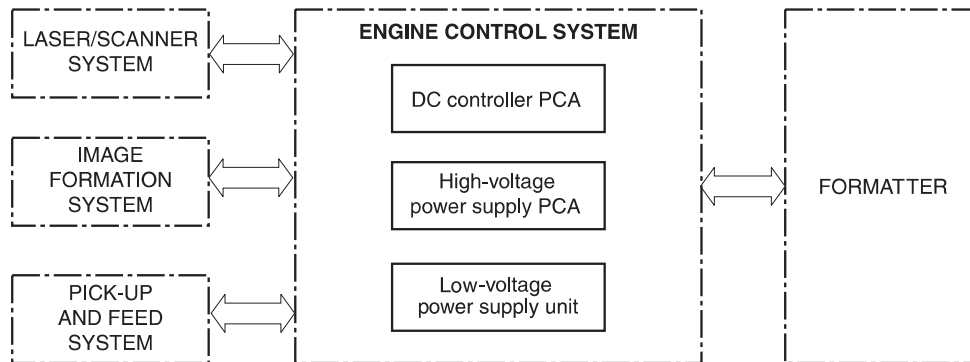 LASER/SCANNER
SYSTEM
IMAGE
FORMATION
SYSTEM
PICK-UP
AND FEED
SYSTEM
ENGINE CONTROL SYSTEM
DC controller PCA
High-voltage
power supply PCA
Low-voltage
power supply unit
FORMATTER